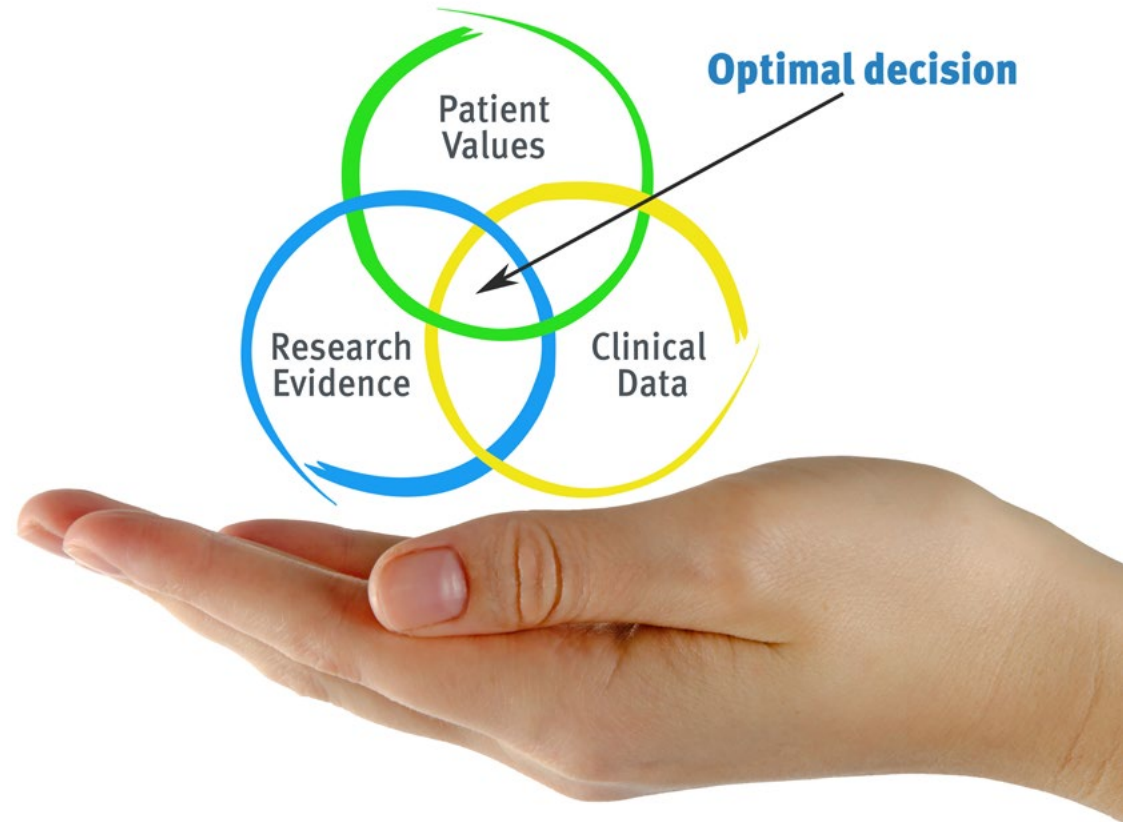 Optimal decision
Patient
Values
Research
Evidence
Clinical
Data